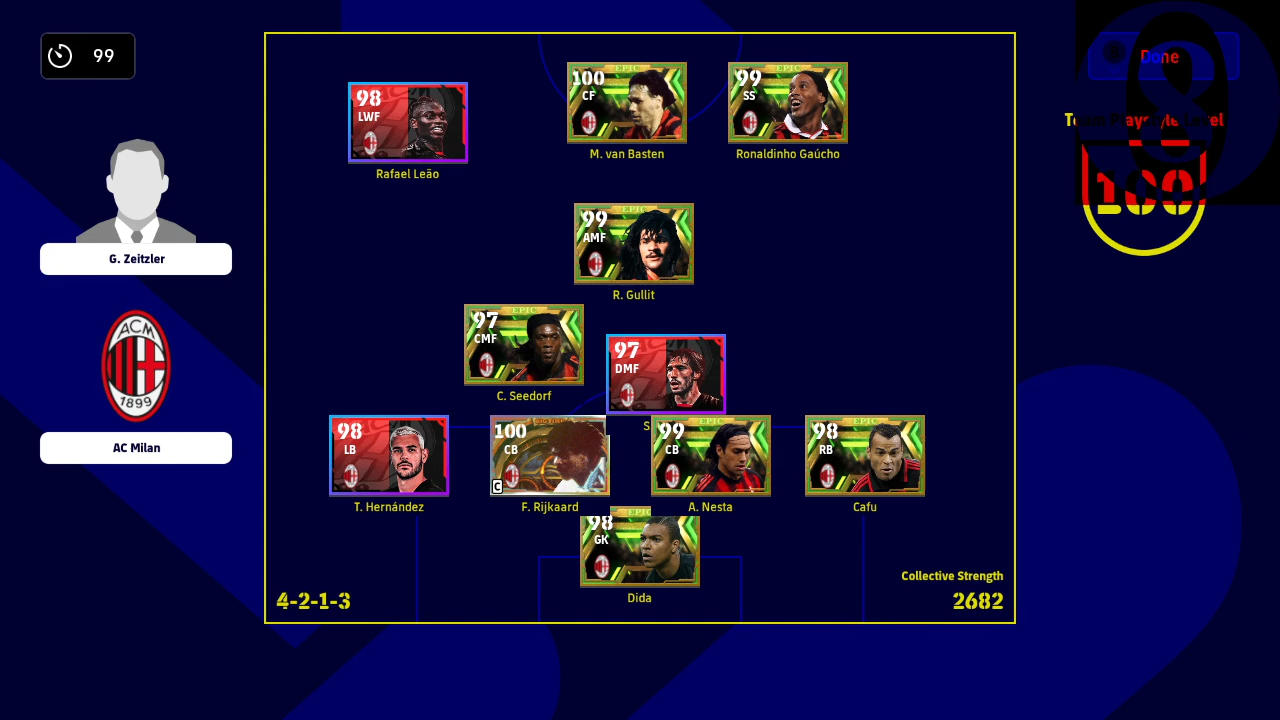 99
Done
Team Playstyle Level
100
G. Zeitzler
ACM
1899
AC Milan
98
LWF
Rafael Leão
EPIC
100
CF
M. van Basten
EPIC
99
SS
Ronaldinho Gaúcho
EPIC
99
AMF
R. Gullit
EPIC
97
CMF
C. Seedorf
97
DMF
S
98
LB
T. Hernández
100
CB
C
F. Rijkaard
EPIC
99
CB
A. Nesta
EPIC
98
RB
Cafu
EPIC
98
GK
Dida
4-2-1-3
Collective Strength
2682